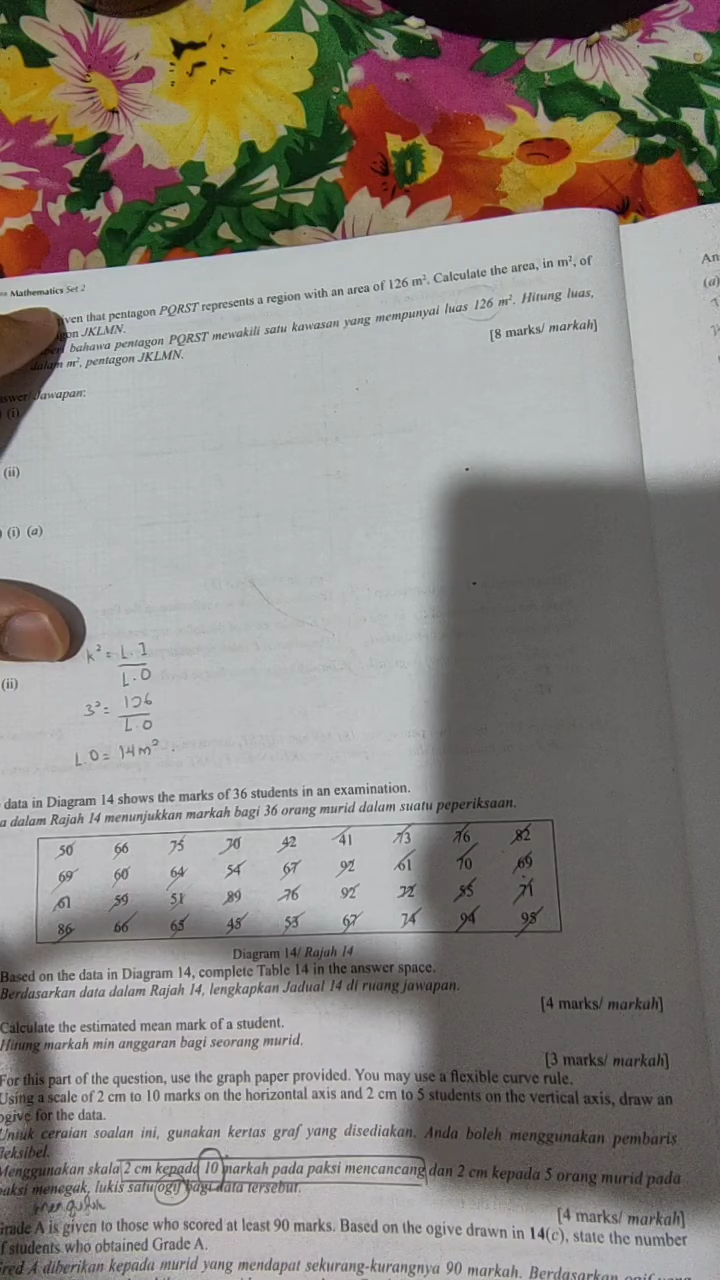 Mathematics Set 2
An
(a)
iven that pentagon PQRST represents a region with an area of 126 m². Calculate the area, in m², of
gon JKLMN.
bahawa pentagon PQRST mewakili satu kawasan yang mempunyai luas 126 m². Hitung luas,
dalam m², pentagon JKLMN.
[8 marks/ markah]
swer/Jawapan:
(i)
(ii)
(i) (a)
k² = L.I
L.O
(ii)
3² = 126
L.O
L.O = 14m²
data in Diagram 14 shows the marks of 36 students in an examination.
a dalam Rajah 14 menunjukkan markah bagi 36 orang murid dalam suatu peperiksaan.
50 66 75 30 42 41 73 76 82
69 60 64 54 67 92 61 70 69
61 59 51 89 76 92 32 55 71
86 66 65 48 53 67 74 94 98
Diagram 14/ Rajah 14
Based on the data in Diagram 14, complete Table 14 in the answer space.
Berdasarkan data dalam Rajah 14, lengkapkan Jadual 14 di ruang jawapan.
[4 marks/ markah]
Calculate the estimated mean mark of a student.
Hitung markah min anggaran bagi seorang murid.
[3 marks/ markah]
For this part of the question, use the graph paper provided. You may use a flexible curve rule.
Using a scale of 2 cm to 10 marks on the horizontal axis and 2 cm to 5 students on the vertical axis, draw an
ogive for the data.
Untuk ceraian soalan ini, gunakan kertas graf yang disediakan. Anda boleh menggunakan pembaris
fleksibel.
Menggunakan skala 2 cm kepada 10 markah pada paksi mencancang dan 2 cm kepada 5 orang murid pada
paksi menegak, lukis satu ogif bagi data tersebut.
[4 marks/ markah]
Grade A is given to those who scored at least 90 marks. Based on the ogive drawn in 14(c), state the number
f students who obtained Grade A.
red A diberikan kepada murid yang mendapat sekurang-kurangnya 90 markah. Berdasarkan ogif yang